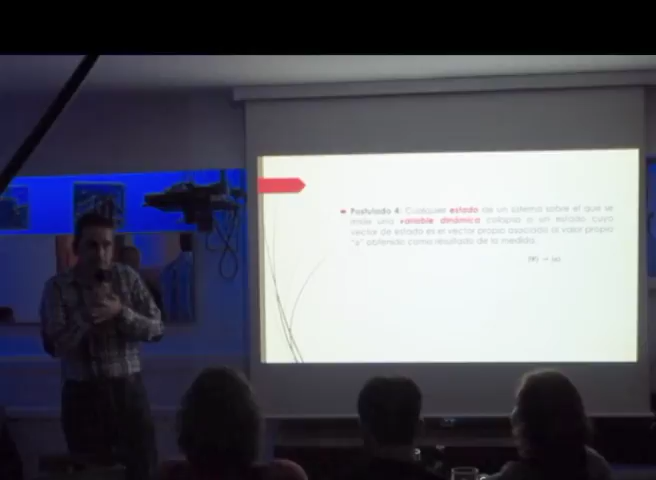 Postulado 4: Cualquier estado de un sistema sobre el que se
mide una variable dinámica colapsa a un estado cuyo
vector de estado es el vector propio asociado al valor propio
"a" obtenido como resultado de la medida.
|Ψ⟩ → |a⟩